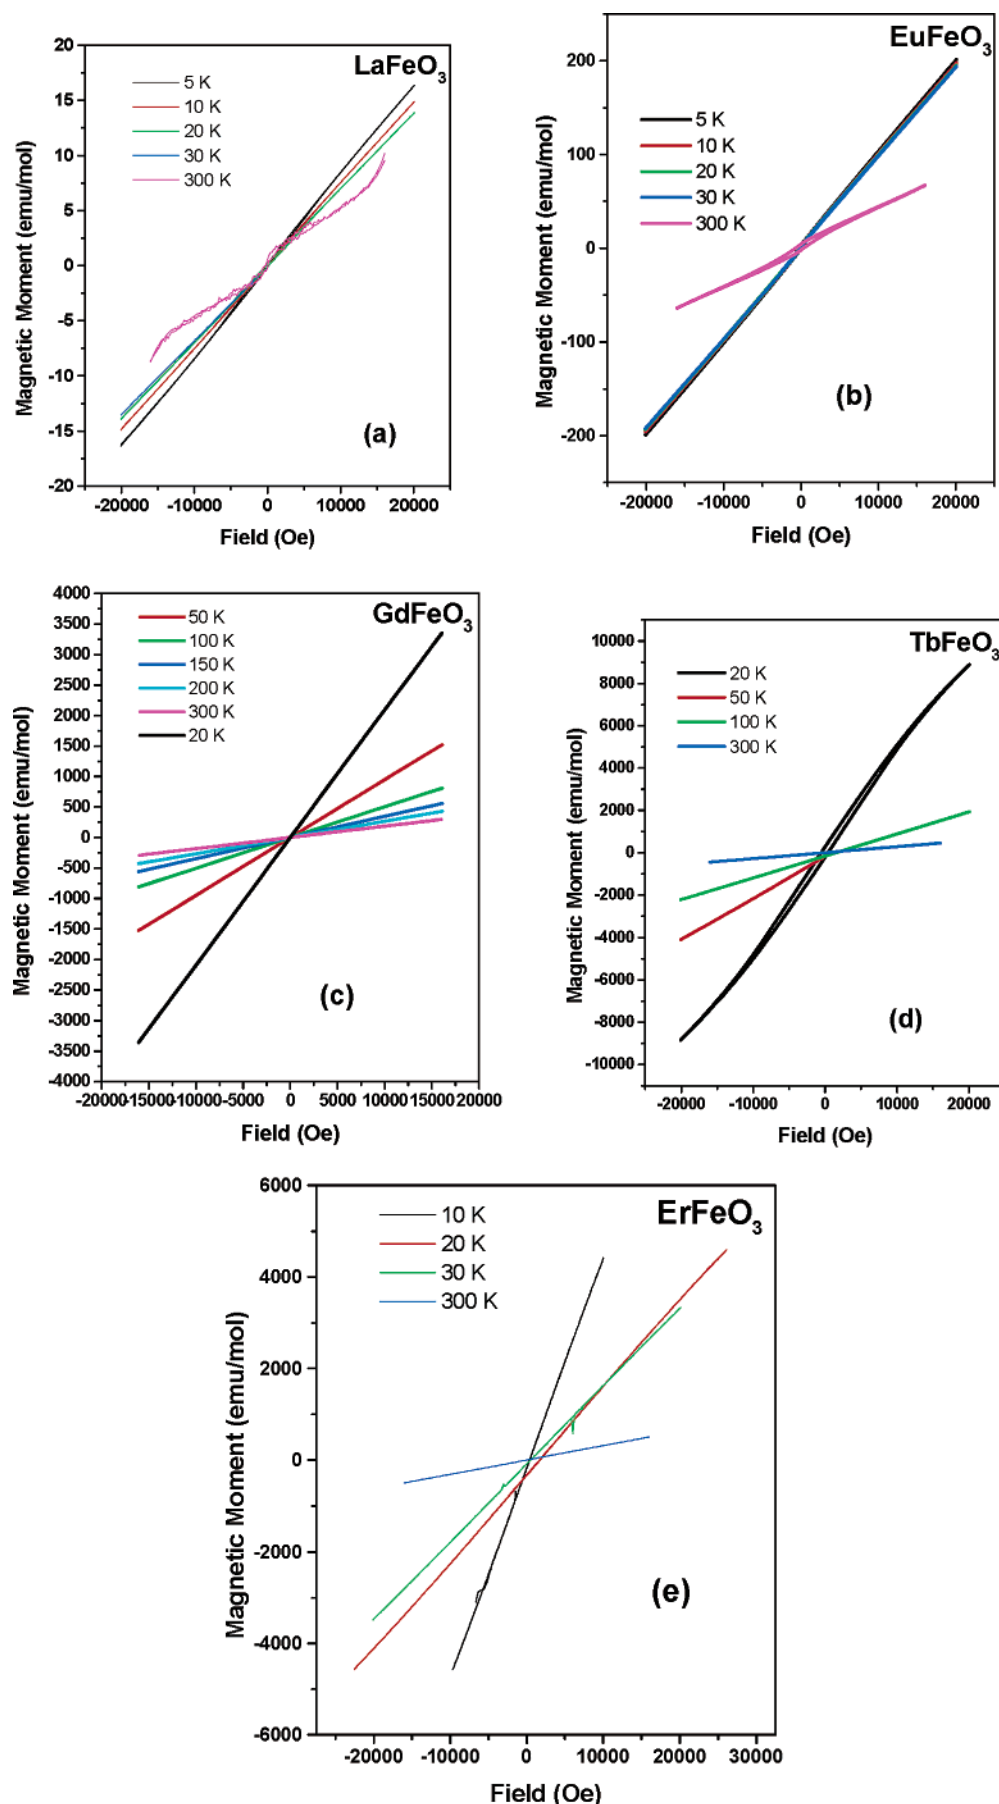 LaFeO3
5 K
10 K
20 K
30 K
300 K
20
15
10
5
0
-5
-10
-15
-20
Magnetic Moment (emu/mol)
(a)
-20000 -10000 0 10000 20000
Field (Oe)
EuFeO3
5 K
10 K
20 K
30 K
300 K
200
100
0
-100
-200
Magnetic Moment (emu/mol)
(b)
-20000 -10000 0 10000 20000
Field (Oe)
GdFeO3
50 K
100 K
150 K
200 K
300 K
20 K
4000
3500
3000
2500
2000
1500
1000
500
0
-500
-1000
-1500
-2000
-2500
-3000
-3500
-4000
Magnetic Moment (emu/mol)
(c)
-20000 -15000 -10000 -5000 0 5000 10000 15000 20000
Field (Oe)
TbFeO3
20 K
50 K
100 K
300 K
10000
8000
6000
4000
2000
0
-2000
-4000
-6000
-8000
-10000
Magnetic Moment (emu/mol)
(d)
-20000 -10000 0 10000 20000
Field (Oe)
ErFeO3
10 K
20 K
30 K
300 K
6000
4000
2000
0
-2000
-4000
-6000
Magnetic Moment (emu/mol)
(e)
-20000 -10000 0 10000 20000 30000
Field (Oe)